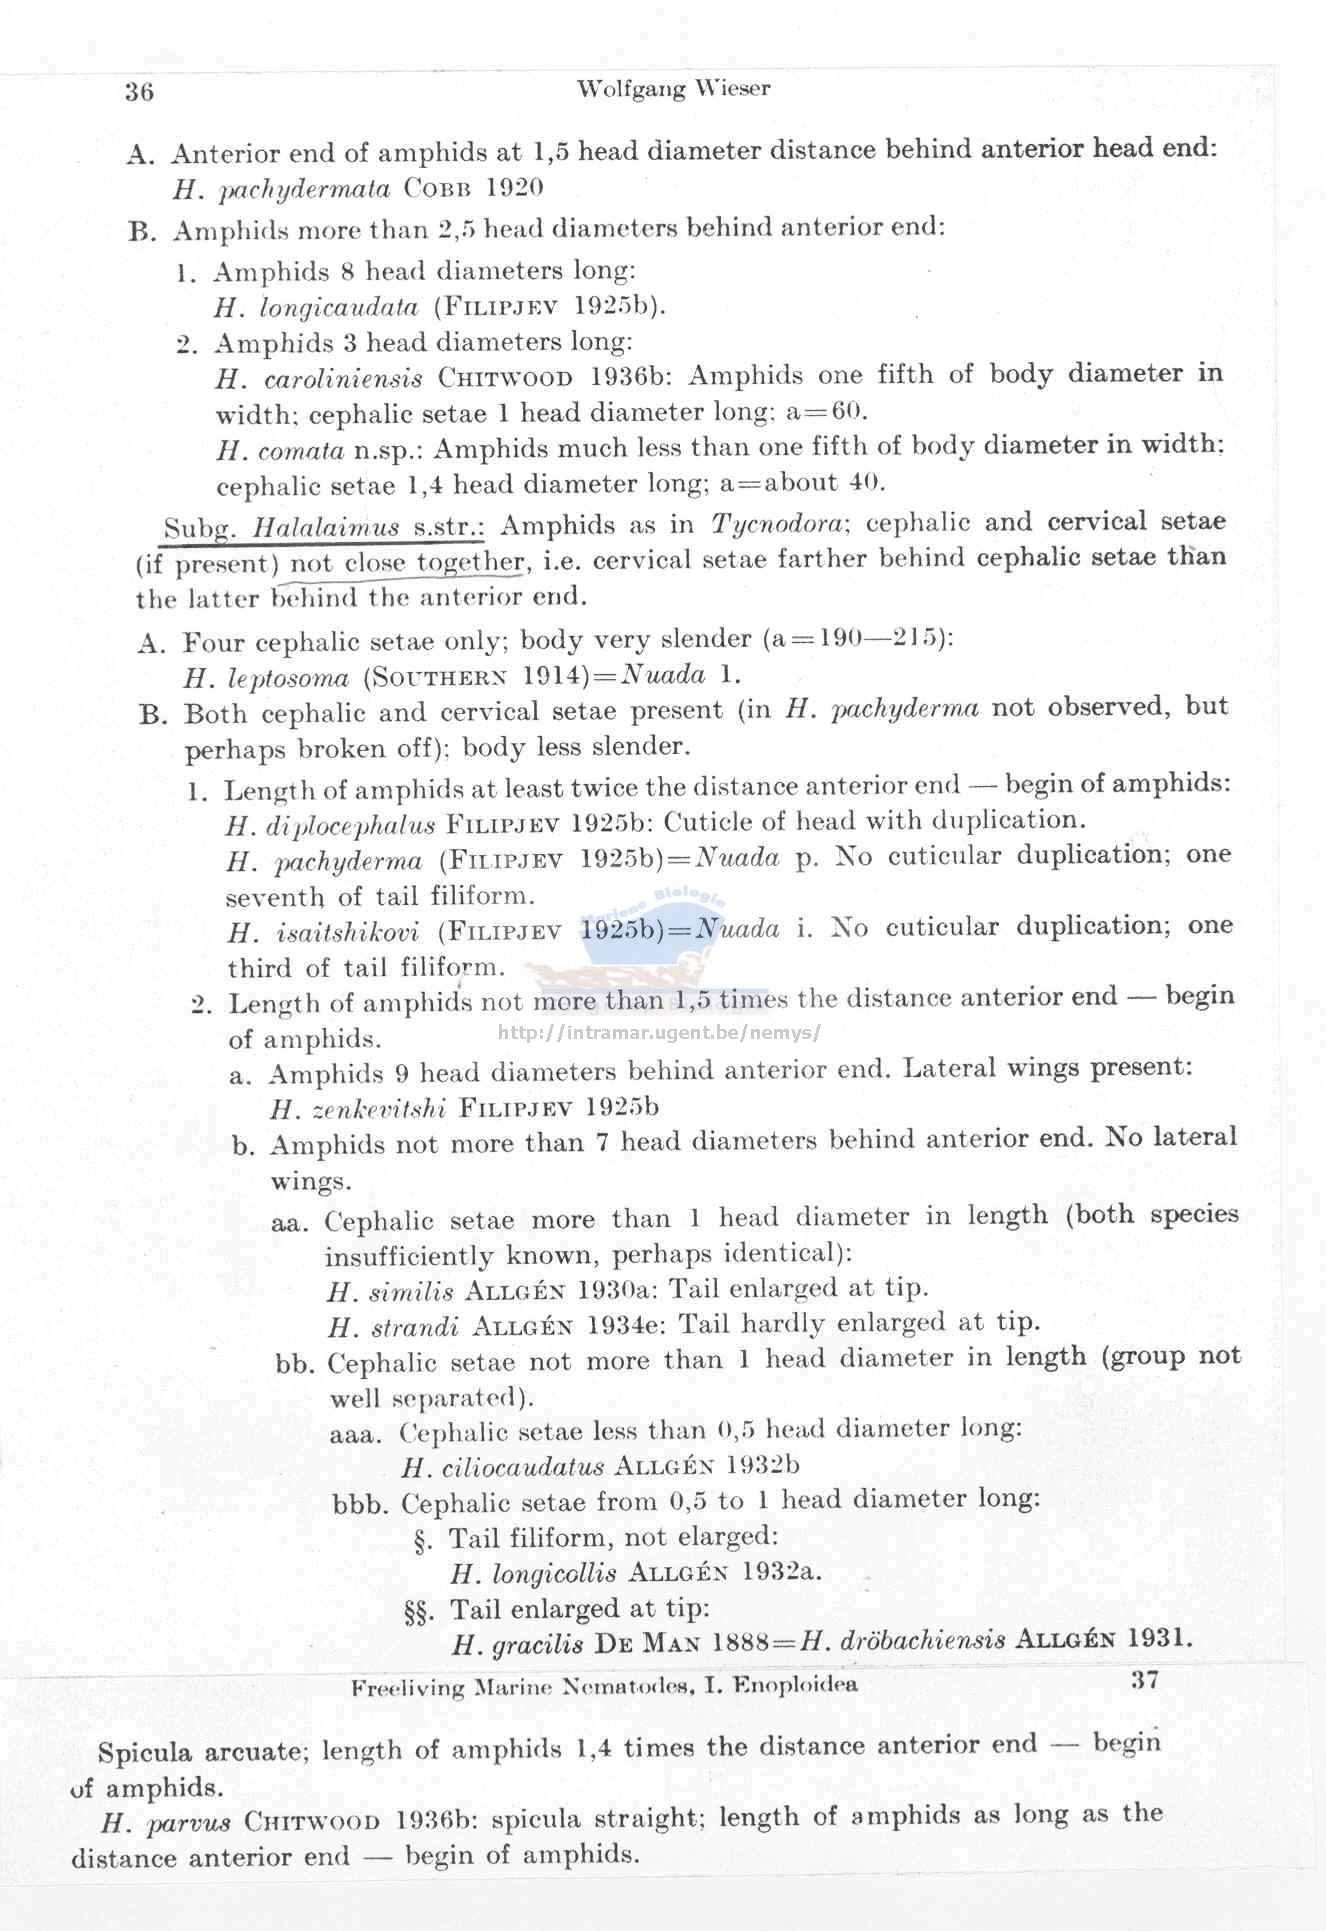 36 Wolfgang Wieser
A. Anterior end of amphids at 1,5 head diameter distance behind anterior head end:
H. pachydermata COBB 1920
B. Amphids more than 2,5 head diameters behind anterior end:
1. Amphids 8 head diameters long:
H. longicaudata (FILIPJEV 1925b).
2. Amphids 3 head diameters long:
H. caroliniensis CHITWOOD 1936b: Amphids one fifth of body diameter in
width; cephalic setae 1 head diameter long; a=60.
H. comata n.sp.: Amphids much less than one fifth of body diameter in width;
cephalic setae 1,4 head diameter long; a=about 40.
Subg. Halalaimus s.str.: Amphids as in Tycnodora; cephalic and cervical setae
(if present) not close together, i.e. cervical setae farther behind cephalic setae than
the latter behind the anterior end.
A. Four cephalic setae only; body very slender (a=190—215):
H. leptosoma (SOUTHERN 1914)=Nuada l.
B. Both cephalic and cervical setae present (in H. pachyderma not observed, but
perhaps broken off); body less slender.
1. Length of amphids at least twice the distance anterior end — begin of amphids:
H. diplocephalus FILIPJEV 1925b: Cuticle of head with duplication.
H. pachyderma (FILIPJEV 1925b)=Nuada p. No cuticular duplication; one
seventh of tail filiform.
Mariene Biologie
H. isaitshikovi (FILIPJEV 1925b)=Nuada i. No cuticular duplication; one
third of tail filiform.
2. Length of amphids not more than 1,5 times the distance anterior end — begin
of amphids.
http://intramar.ugent.be/nemys/
a. Amphids 9 head diameters behind anterior end. Lateral wings present:
H. zenkevitshi FILIPJEV 1925b
b. Amphids not more than 7 head diameters behind anterior end. No lateral
wings.
aa. Cephalic setae more than 1 head diameter in length (both species
insufficiently known, perhaps identical):
H. similis ALLGÉN 1930a: Tail enlarged at tip.
H. strandi ALLGÉN 1934e: Tail hardly enlarged at tip.
bb. Cephalic setae not more than 1 head diameter in length (group not
well separated).
aaa. Cephalic setae less than 0,5 head diameter long:
H. ciliocaudatus ALLGÉN 1932b
bbb. Cephalic setae from 0,5 to 1 head diameter long:
§. Tail filiform, not elarged:
H. longicollis ALLGÉN 1932a.
§§. Tail enlarged at tip:
H. gracilis DE MAN 1888=H. dröbachiensis ALLGÉN 1931.
Freeliving Marine Nematodes, I. Enoploidea 37
Spicula arcuate; length of amphids 1,4 times the distance anterior end — begin
of amphids.
H. parvus CHITWOOD 1936b: spicula straight; length of amphids as long as the
distance anterior end — begin of amphids.